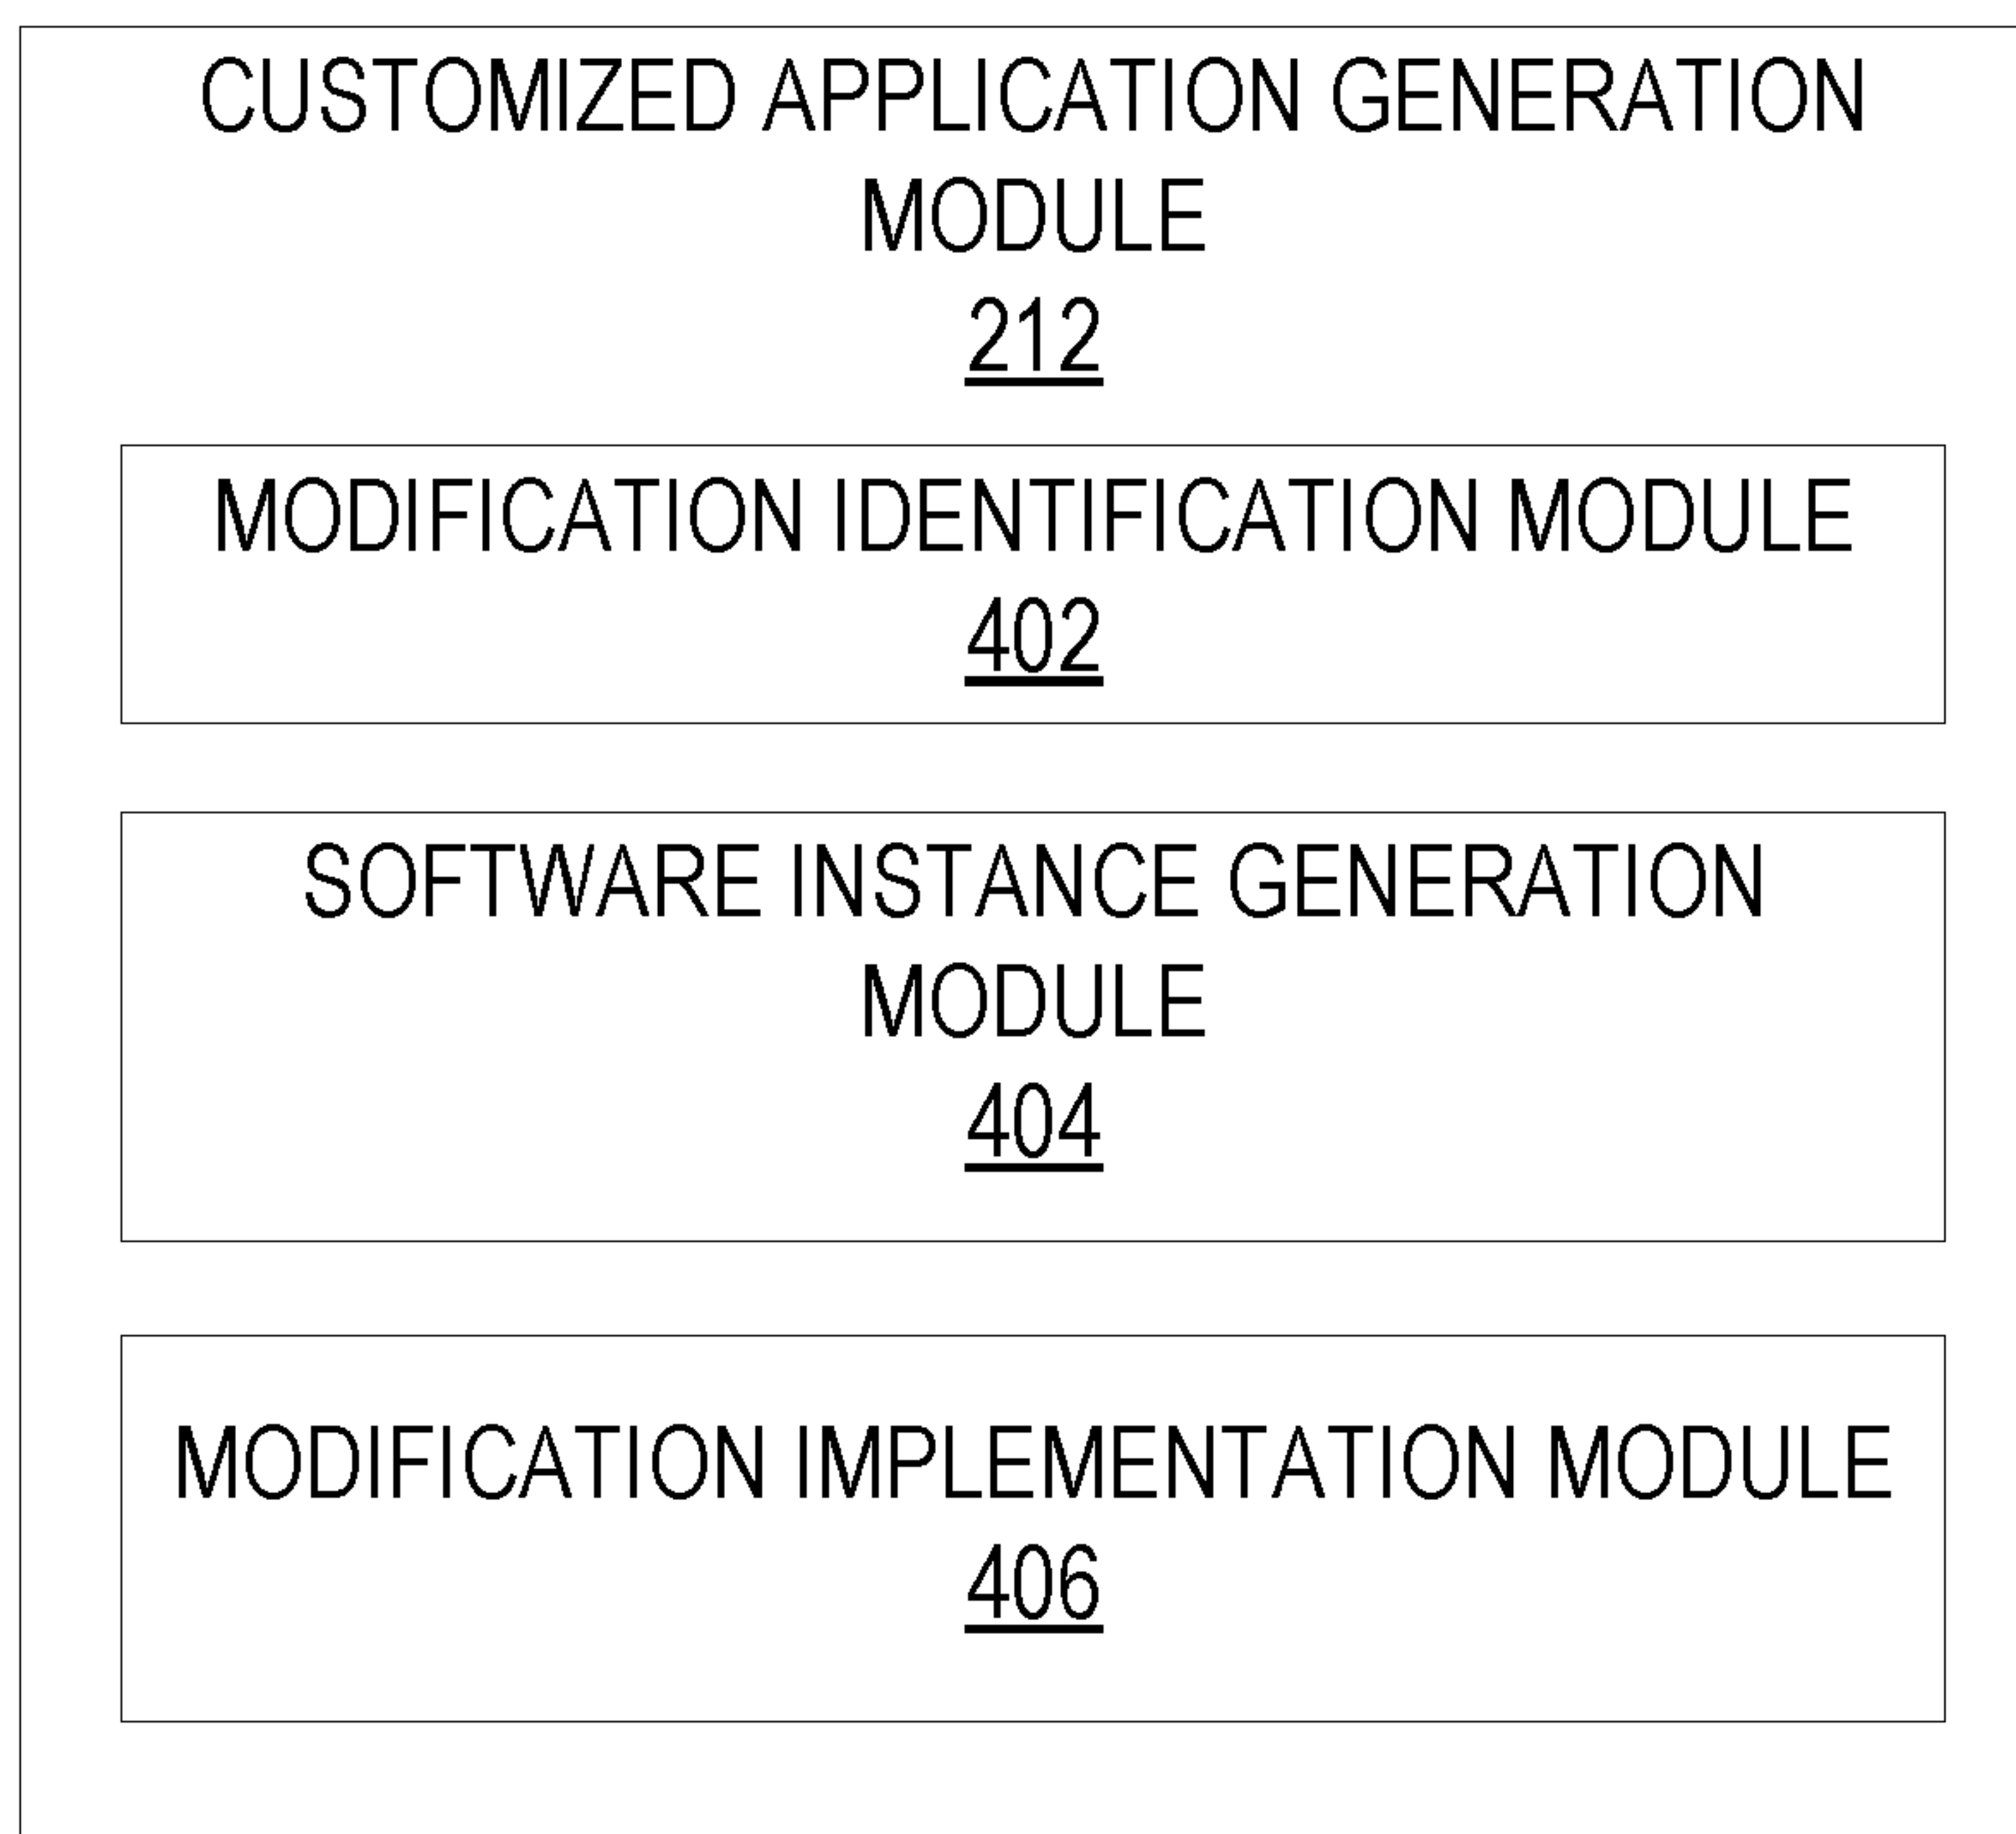 CUSTOMIZED APPLICATION GENERATION
MODULE
212
MODIFICATION IDENTIFICATION MODULE
402
SOFTWARE INSTANCE GENERATION
MODULE
404
MODIFICATION IMPLEMENTATION MODULE
406